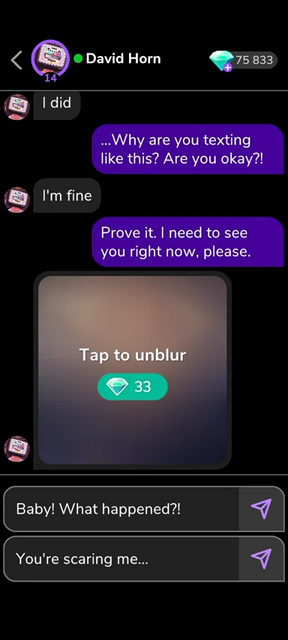 David Horn
75 833
14
I did
...Why are you texting
like this? Are you okay?!
I'm fine
Prove it. I need to see
you right now, please.
Tap to unblur
33
Baby! What happened?!
You're scaring me...